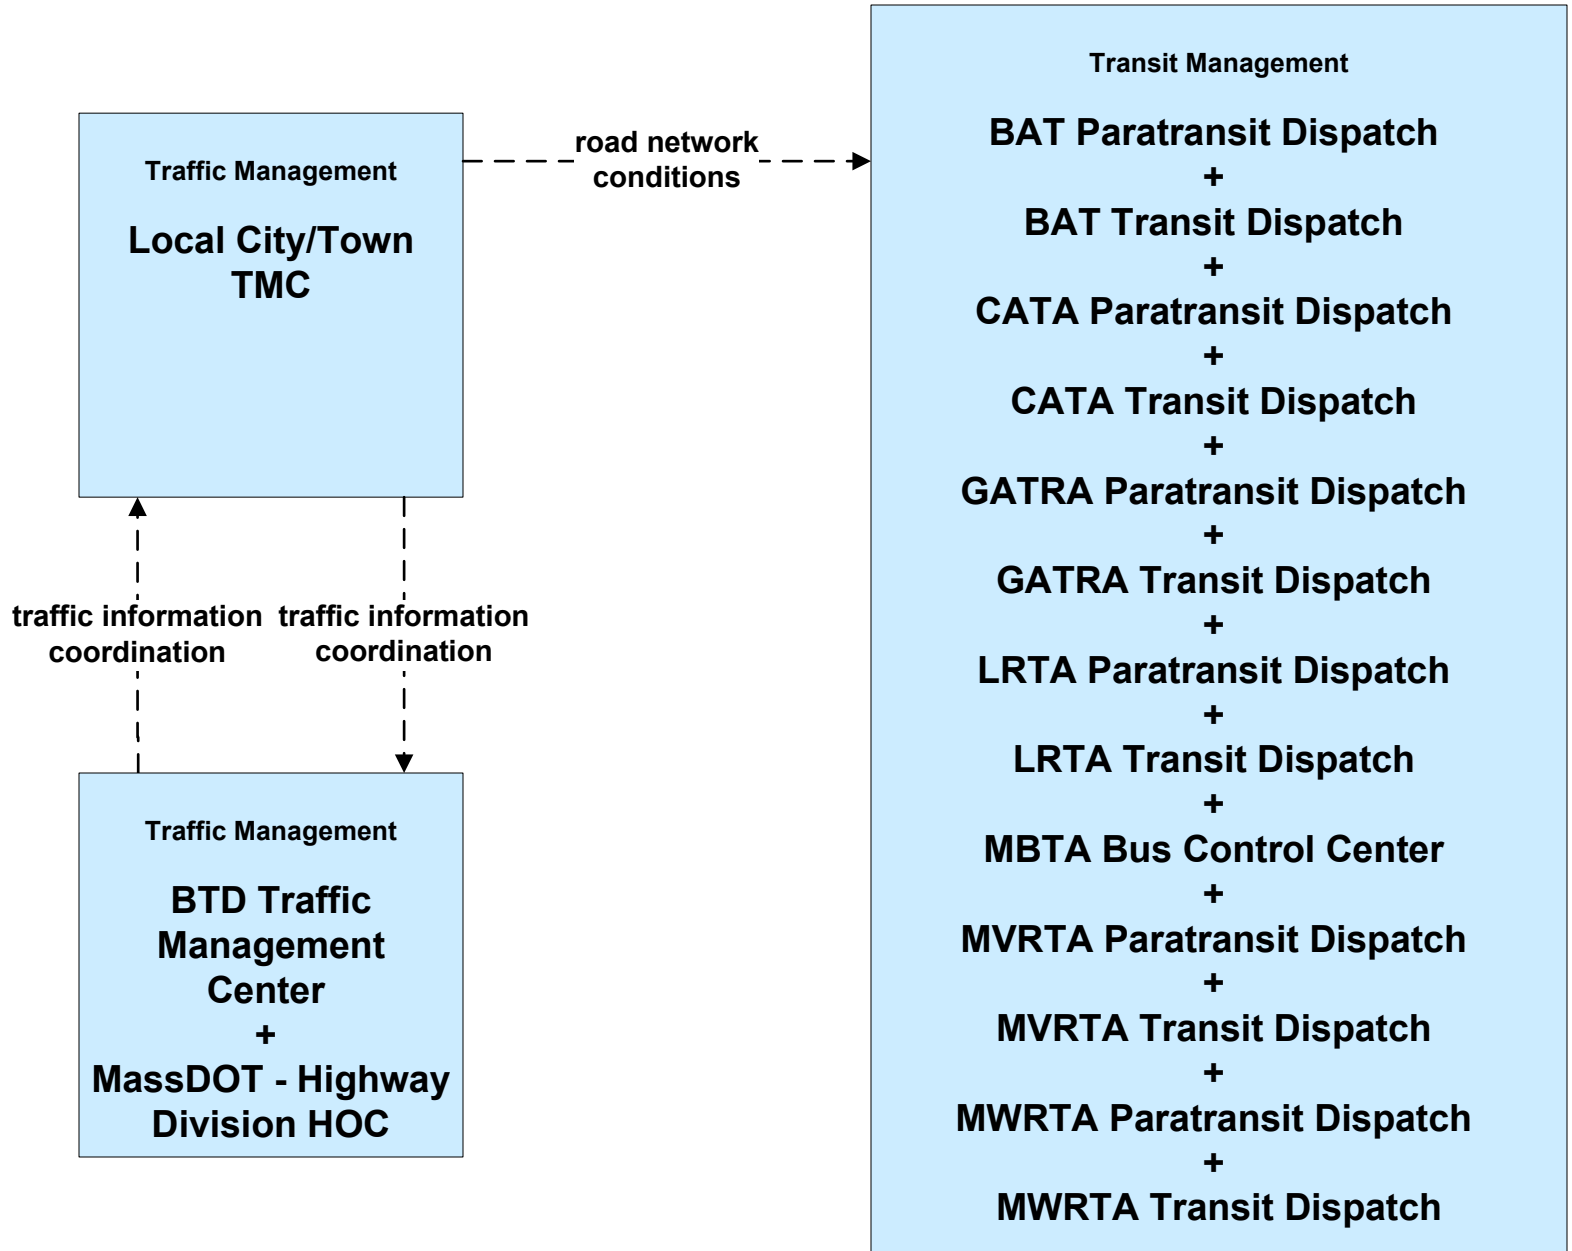 Traffic Management
Local City/Town
TMC
road network
conditions
traffic information
coordination
traffic information
coordination
Traffic Management
BTD Traffic
Management
Center
+
MassDOT - Highway
Division HOC
Transit Management
BAT Paratransit Dispatch
+
BAT Transit Dispatch
+
CATA Paratransit Dispatch
+
CATA Transit Dispatch
+
GATRA Paratransit Dispatch
+
GATRA Transit Dispatch
+
LRTA Paratransit Dispatch
+
LRTA Transit Dispatch
+
MBTA Bus Control Center
+
MVRTA Paratransit Dispatch
+
MVRTA Transit Dispatch
+
MWRTA Paratransit Dispatch
+
MWRTA Transit Dispatch